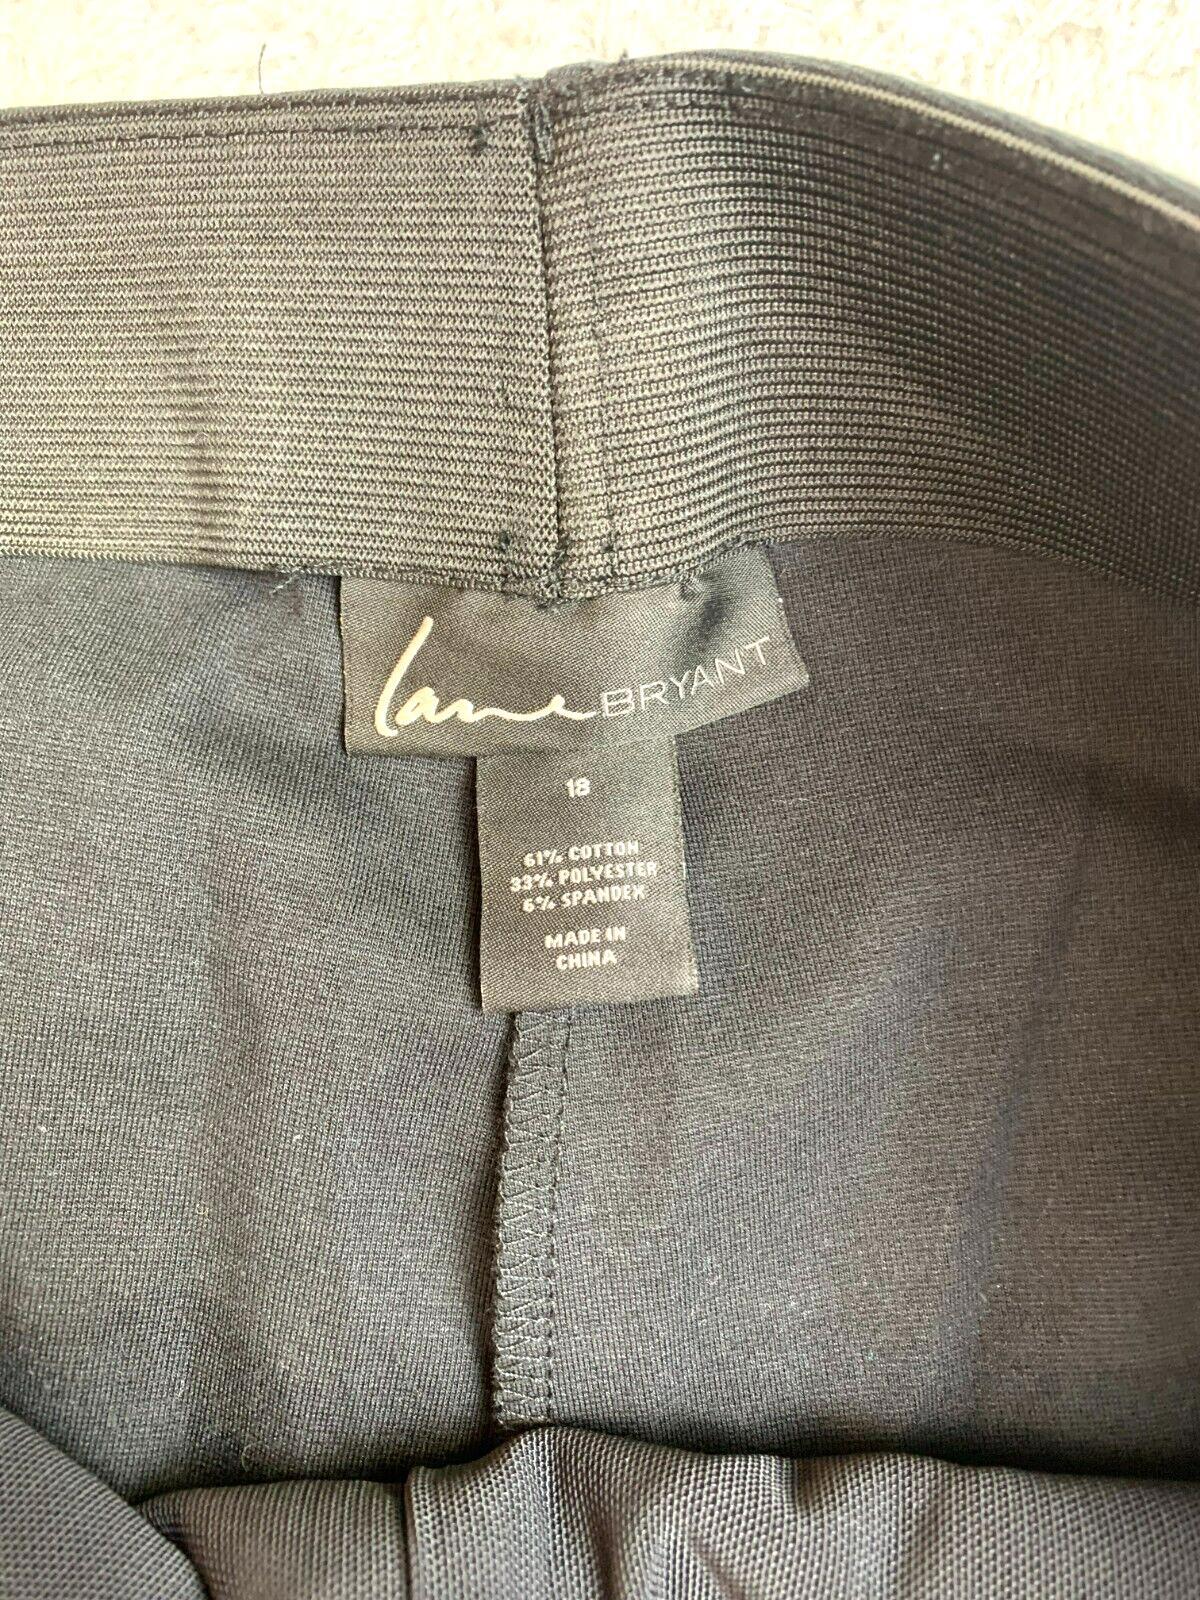 lane BRYANT
18
61% COTTON
33% POLYESTER
6% SPANDEX
MADE IN
CHINA